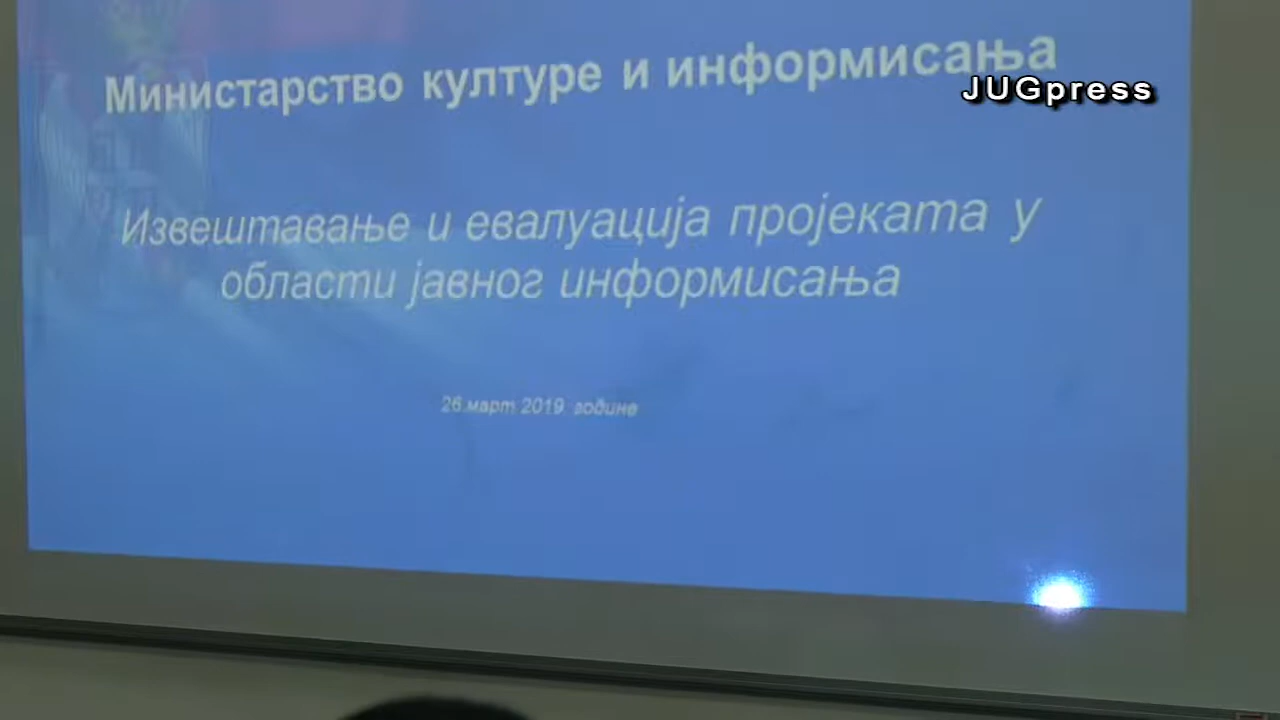 Министарство културе и информисања
JUGpress
Извештавање и евалуација пројеката у
области јавног информисања
26.март 2019. године